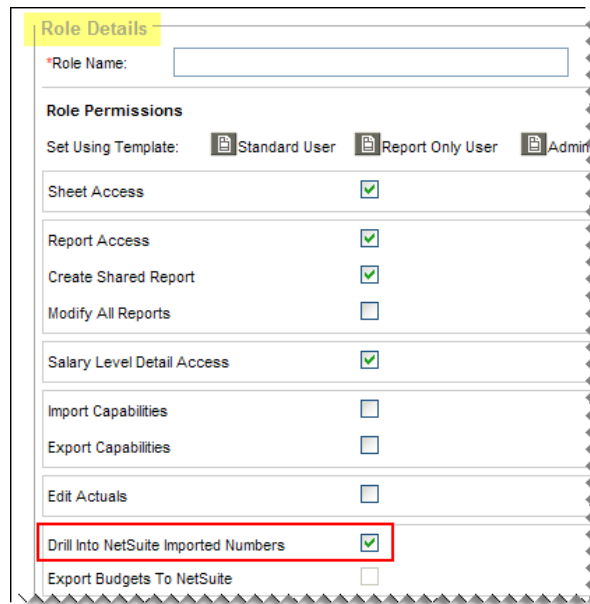 Role Details
*Role Name:
Role Permissions
Set Using Template: Standard User Report Only User Admin
Sheet Access
Report Access
Create Shared Report
Modify All Reports
Salary Level Detail Access
Import Capabilities
Export Capabilities
Edit Actuals
Drill Into NetSuite Imported Numbers
Export Budgets To NetSuite